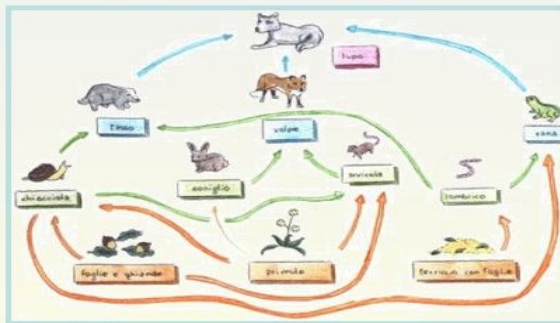 lupo
tasso
volpe
rana
chiocciola
coniglio
arvicola
lombrico
foglie e ghiande
primula
terriccio con foglie